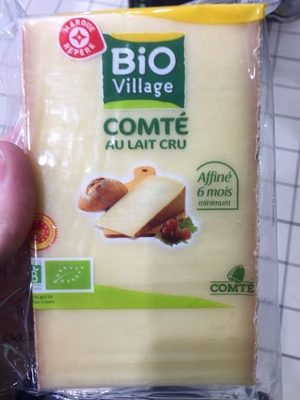 MARQUE
REPÈRE
BiO
Village
COMTÉ
AU LAIT CRU
Affiné
6 mois
minimum
COMTÉ